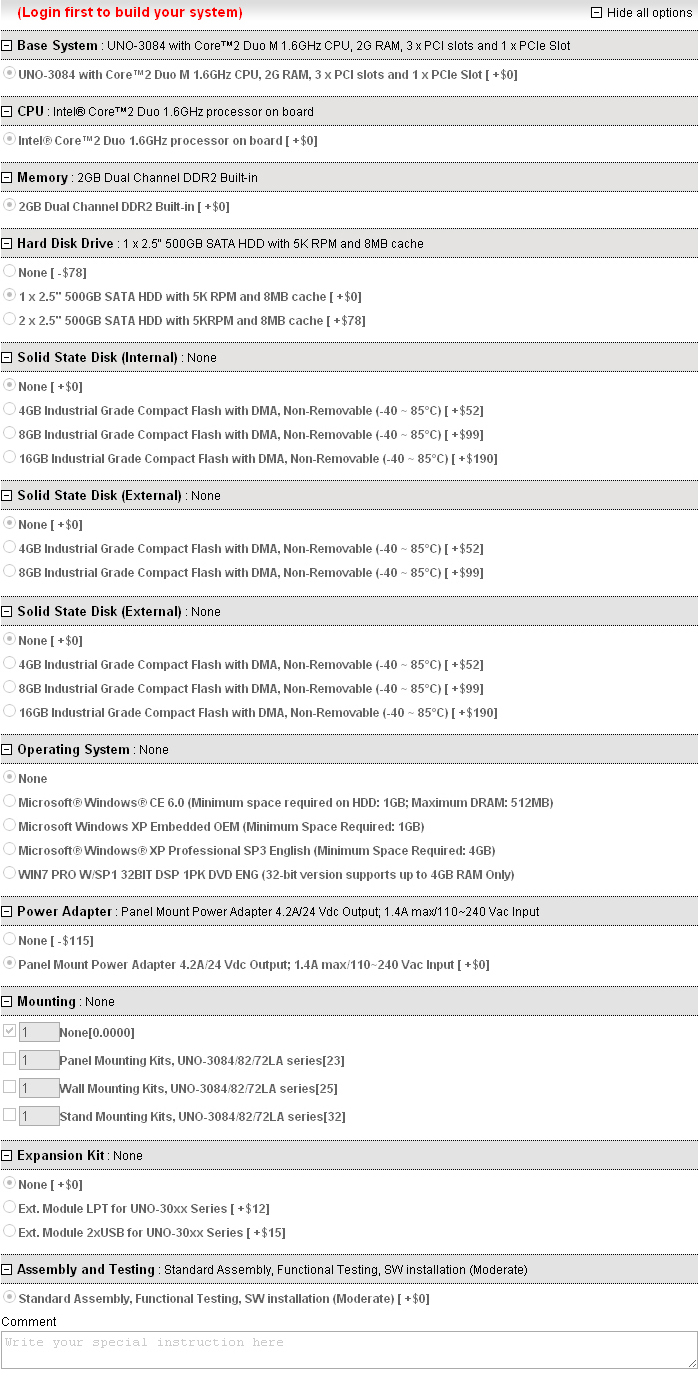 (Login first to build your system)
Hide all options
Base System : UNO-3084 with Core™2 Duo M 1.6GHz CPU, 2G RAM, 3 x PCI slots and 1 x PCIe Slot
UNO-3084 with Core™2 Duo M 1.6GHz CPU, 2G RAM, 3 x PCI slots and 1 x PCIe Slot [ +$0]
CPU : Intel® Core™2 Duo 1.6GHz processor on board
Intel® Core™2 Duo 1.6GHz processor on board [ +$0]
Memory : 2GB Dual Channel DDR2 Built-in
2GB Dual Channel DDR2 Built-in [ +$0]
Hard Disk Drive : 1 x 2.5" 500GB SATA HDD with 5K RPM and 8MB cache
None [ -$78]
1 x 2.5" 500GB SATA HDD with 5K RPM and 8MB cache [ +$0]
2 x 2.5" 500GB SATA HDD with 5KRPM and 8MB cache [ +$78]
Solid State Disk (Internal) : None
None [ +$0]
4GB Industrial Grade Compact Flash with DMA, Non-Removable (-40 ~ 85°C) [ +$52]
8GB Industrial Grade Compact Flash with DMA, Non-Removable (-40 ~ 85°C) [ +$99]
16GB Industrial Grade Compact Flash with DMA, Non-Removable (-40 ~ 85°C) [ +$190]
Solid State Disk (External) : None
None [ +$0]
4GB Industrial Grade Compact Flash with DMA, Non-Removable (-40 ~ 85°C) [ +$52]
8GB Industrial Grade Compact Flash with DMA, Non-Removable (-40 ~ 85°C) [ +$99]
Solid State Disk (External) : None
None [ +$0]
4GB Industrial Grade Compact Flash with DMA, Non-Removable (-40 ~ 85°C) [ +$52]
8GB Industrial Grade Compact Flash with DMA, Non-Removable (-40 ~ 85°C) [ +$99]
16GB Industrial Grade Compact Flash with DMA, Non-Removable (-40 ~ 85°C) [ +$190]
Operating System : None
None
Microsoft® Windows® CE 6.0 (Minimum space required on HDD: 1GB; Maximum DRAM: 512MB)
Microsoft Windows XP Embedded OEM (Minimum Space Required: 1GB)
Microsoft® Windows® XP Professional SP3 English (Minimum Space Required: 4GB)
WIN7 PRO W/SP1 32BIT DSP 1PK DVD ENG (32-bit version supports up to 4GB RAM Only)
Power Adapter : Panel Mount Power Adapter 4.2A/24 Vdc Output; 1.4A max/110~240 Vac Input
None [ -$115]
Panel Mount Power Adapter 4.2A/24 Vdc Output; 1.4A max/110~240 Vac Input [ +$0]
Mounting : None
1 None[0.0000]
1 Panel Mounting Kits, UNO-3084/82/72LA series[23]
1 Wall Mounting Kits, UNO-3084/82/72LA series[25]
1 Stand Mounting Kits, UNO-3084/82/72LA series[32]
Expansion Kit : None
None [ +$0]
Ext. Module LPT for UNO-30xx Series [ +$12]
Ext. Module 2xUSB for UNO-30xx Series [ +$15]
Assembly and Testing : Standard Assembly, Functional Testing, SW installation (Moderate)
Standard Assembly, Functional Testing, SW installation (Moderate) [ +$0]
Comment
Write your special instruction here